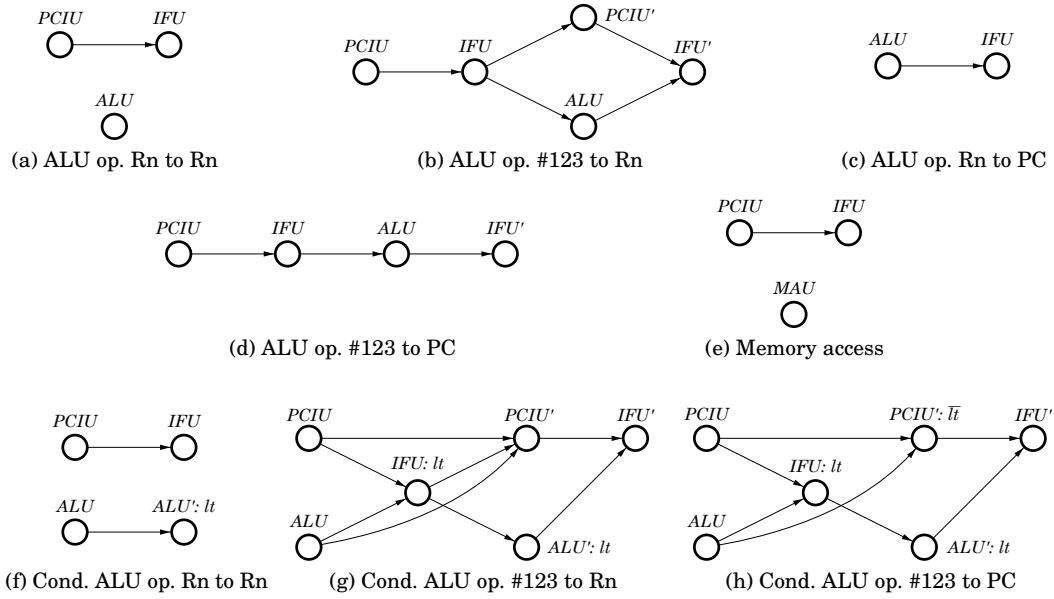 PCIU IFU
ALU
(a) ALU op. Rn to Rn
PCIU IFU PCIU' IFU'
ALU
(b) ALU op. #123 to Rn
ALU IFU
(c) ALU op. Rn to PC
PCIU IFU ALU IFU'
(d) ALU op. #123 to PC
PCIU IFU
MAU
(e) Memory access
PCIU IFU
ALU ALU': lt
(f) Cond. ALU op. Rn to Rn
PCIU PCIU' IFU'
IFU: lt
ALU ALU': lt
(g) Cond. ALU op. #123 to Rn
PCIU PCIU': l̅t̅ IFU'
IFU: lt
ALU ALU': lt
(h) Cond. ALU op. #123 to PC